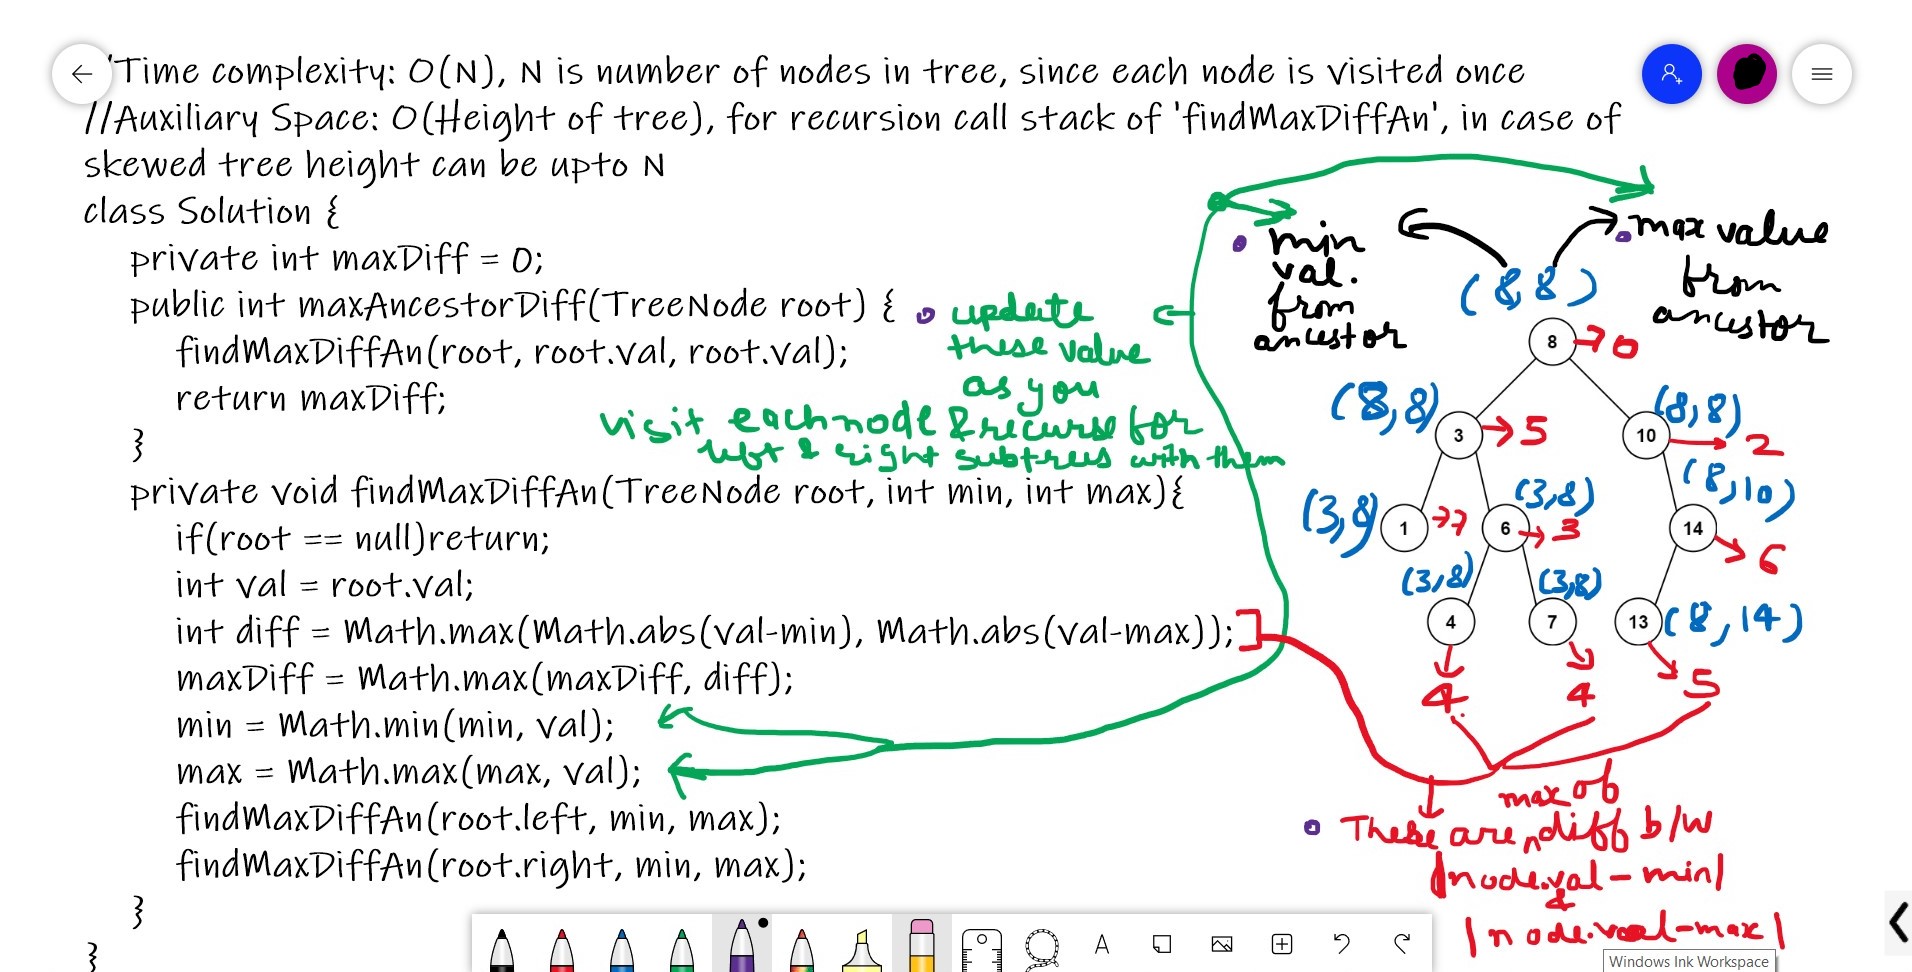 /Time complexity: O(N), N is number of nodes in tree, since each node is visited once
//Auxiliary Space: O(Height of tree), for recursion call stack of 'findMaxDiffAn', in case of
skewed tree height can be upto N
class Solution {
private int maxDiff = 0;
public int maxAncestorDiff(TreeNode root) {
findMaxDiffAn(root, root.val, root.val);
return maxDiff;
}
private void findMaxDiffAn(TreeNode root, int min, int max){
if(root == null)return;
int val = root.val;
int diff = Math.max(Math.abs(val-min), Math.abs(val-max));
maxDiff = Math.max(maxDiff, diff);
min = Math.min(min, val);
max = Math.max(max, val);
findMaxDiffAn(root.left, min, max);
findMaxDiffAn(root.right, min, max);
}
}
update
these value
as you
visit each node & recurse for
left & right subtrees with them
min
val.
from
ancestor
max value
from
ancestor
(8,8)
8 → 0
(8,8)
3 → 5
(8,8)
10 → 2
(3,8)
1 → 7
(3,8)
6 → 3
(8,10)
14 → 6
(3,8)
4
4
(3,8)
7
4
13 (8,14)
5
max of
These are diff b/w
|node.val - min|
&
|node.val - max|
A
Windows Ink Workspace